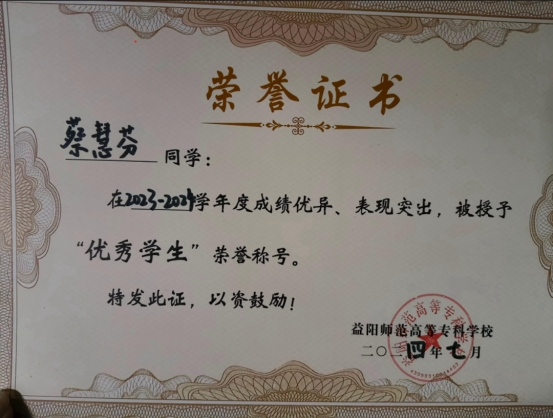 荣誉证书
蔡慧芬 同学：
在2023-2024学年度成绩优异、表现突出，被授予
“优秀学生”荣誉称号。
特发此证，以资鼓励！
益阳师范高等专科学校
二〇二四年七月